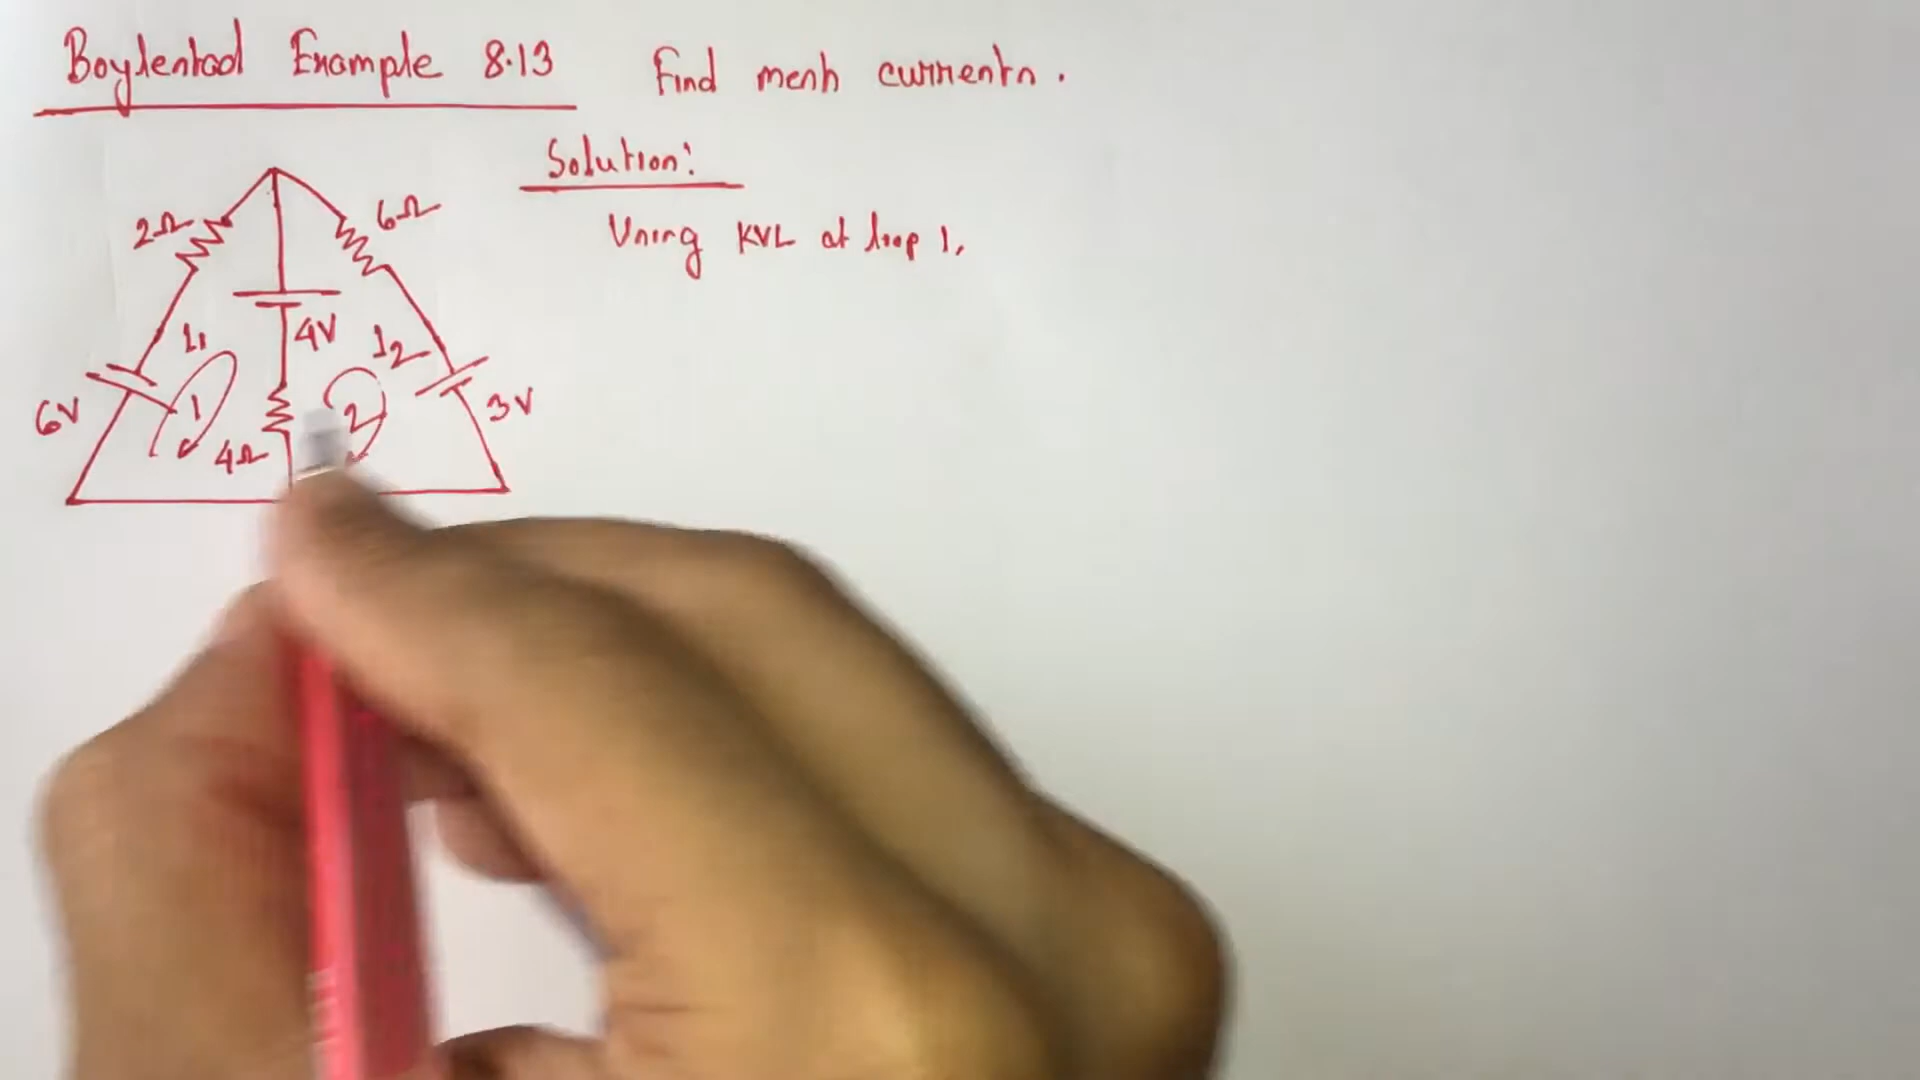 Boylestad Example 8.13
Find mesh currents.
Solution:
Using KVL at loop 1,
2Ω
6Ω
4V
I1
I2
6V
1
2
3V
4Ω